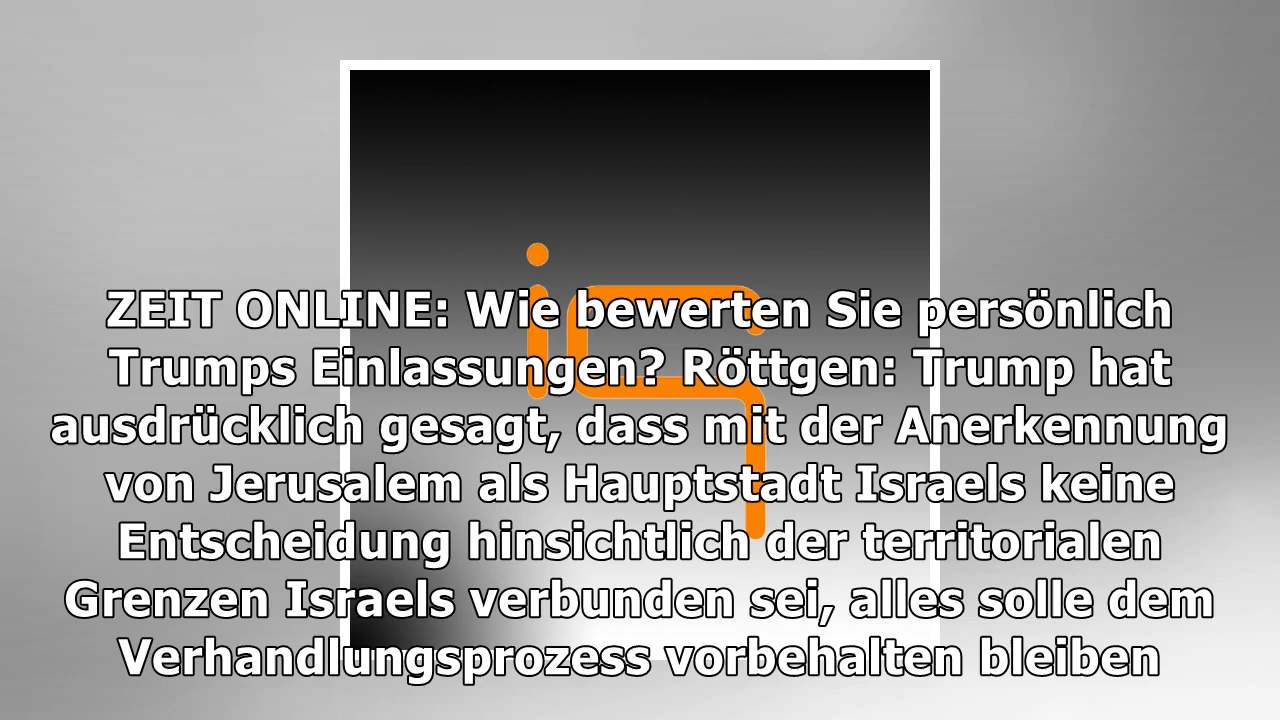 ZEIT ONLINE: Wie bewerten Sie persönlich
Trumps Einlassungen? Röttgen: Trump hat
ausdrücklich gesagt, dass mit der Anerkennung
von Jerusalem als Hauptstadt Israels keine
Entscheidung hinsichtlich der territorialen
Grenzen Israels verbunden sei, alles solle dem
Verhandlungsprozess vorbehalten bleiben